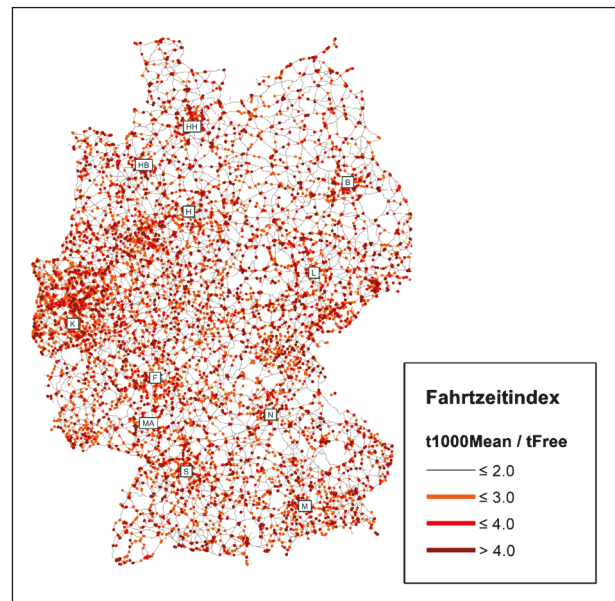 HH
HB
B
H
L
K
F
N
MA
S
M
Fahrtzeitindex
t1000Mean / tFree
≤ 2.0
≤ 3.0
≤ 4.0
> 4.0